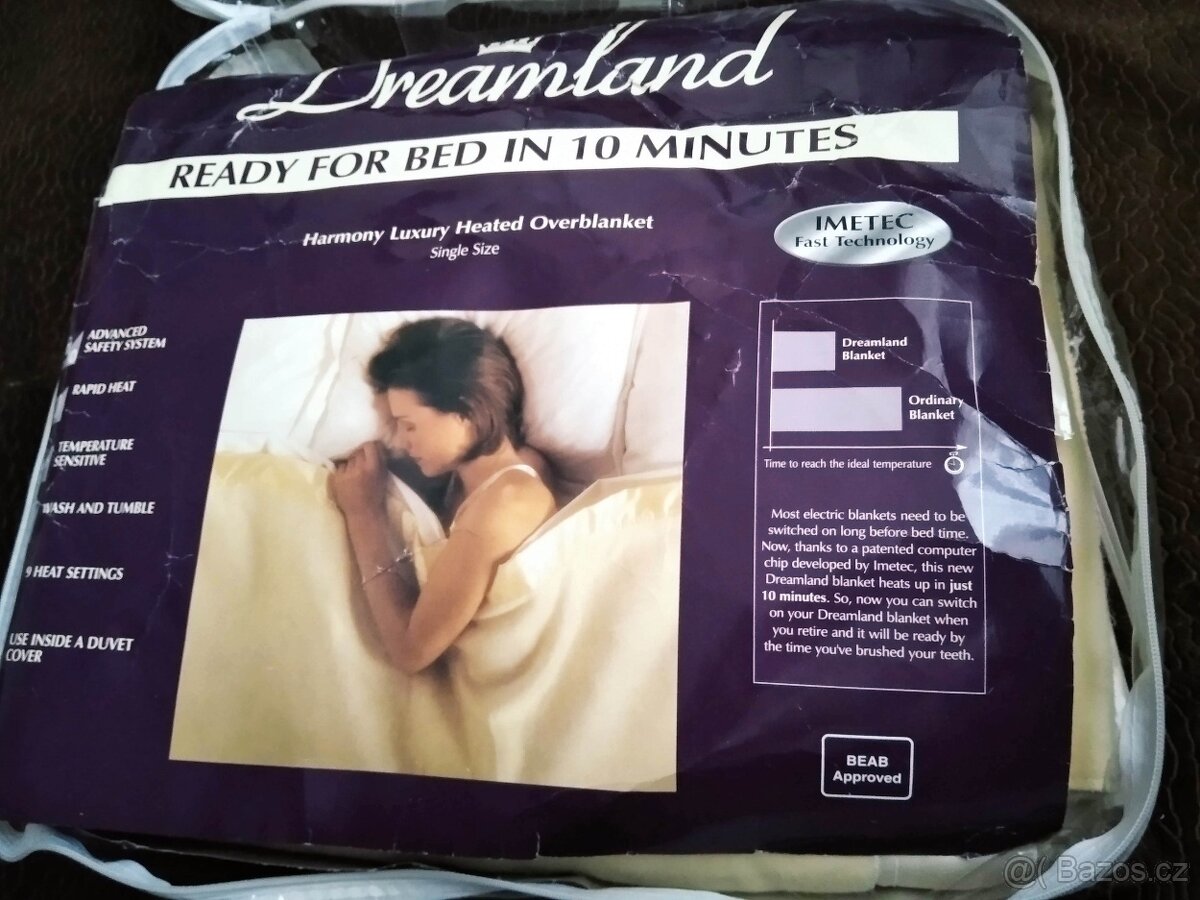 Dreamland
READY FOR BED IN 10 MINUTES
Harmony Luxury Heated Overblanket
Single Size
IMETEC
Fast Technology
ADVANCED
SAFETY SYSTEM
RAPID HEAT
TEMPERATURE
SENSITIVE
WASH AND TUMBLE
9 HEAT SETTINGS
USE INSIDE A DUVET
COVER
Dreamland
Blanket
Ordinary
Blanket
Time to reach the ideal temperature
Most electric blankets need to be
switched on long before bed time.
Now, thanks to a patented computer
chip developed by Imetec, this new
Dreamland blanket heats up in just
10 minutes. So, now you can switch
on your Dreamland blanket when
you retire and it will be ready by
the time you've brushed your teeth.
BEAB
Approved
@( Bazos.cz